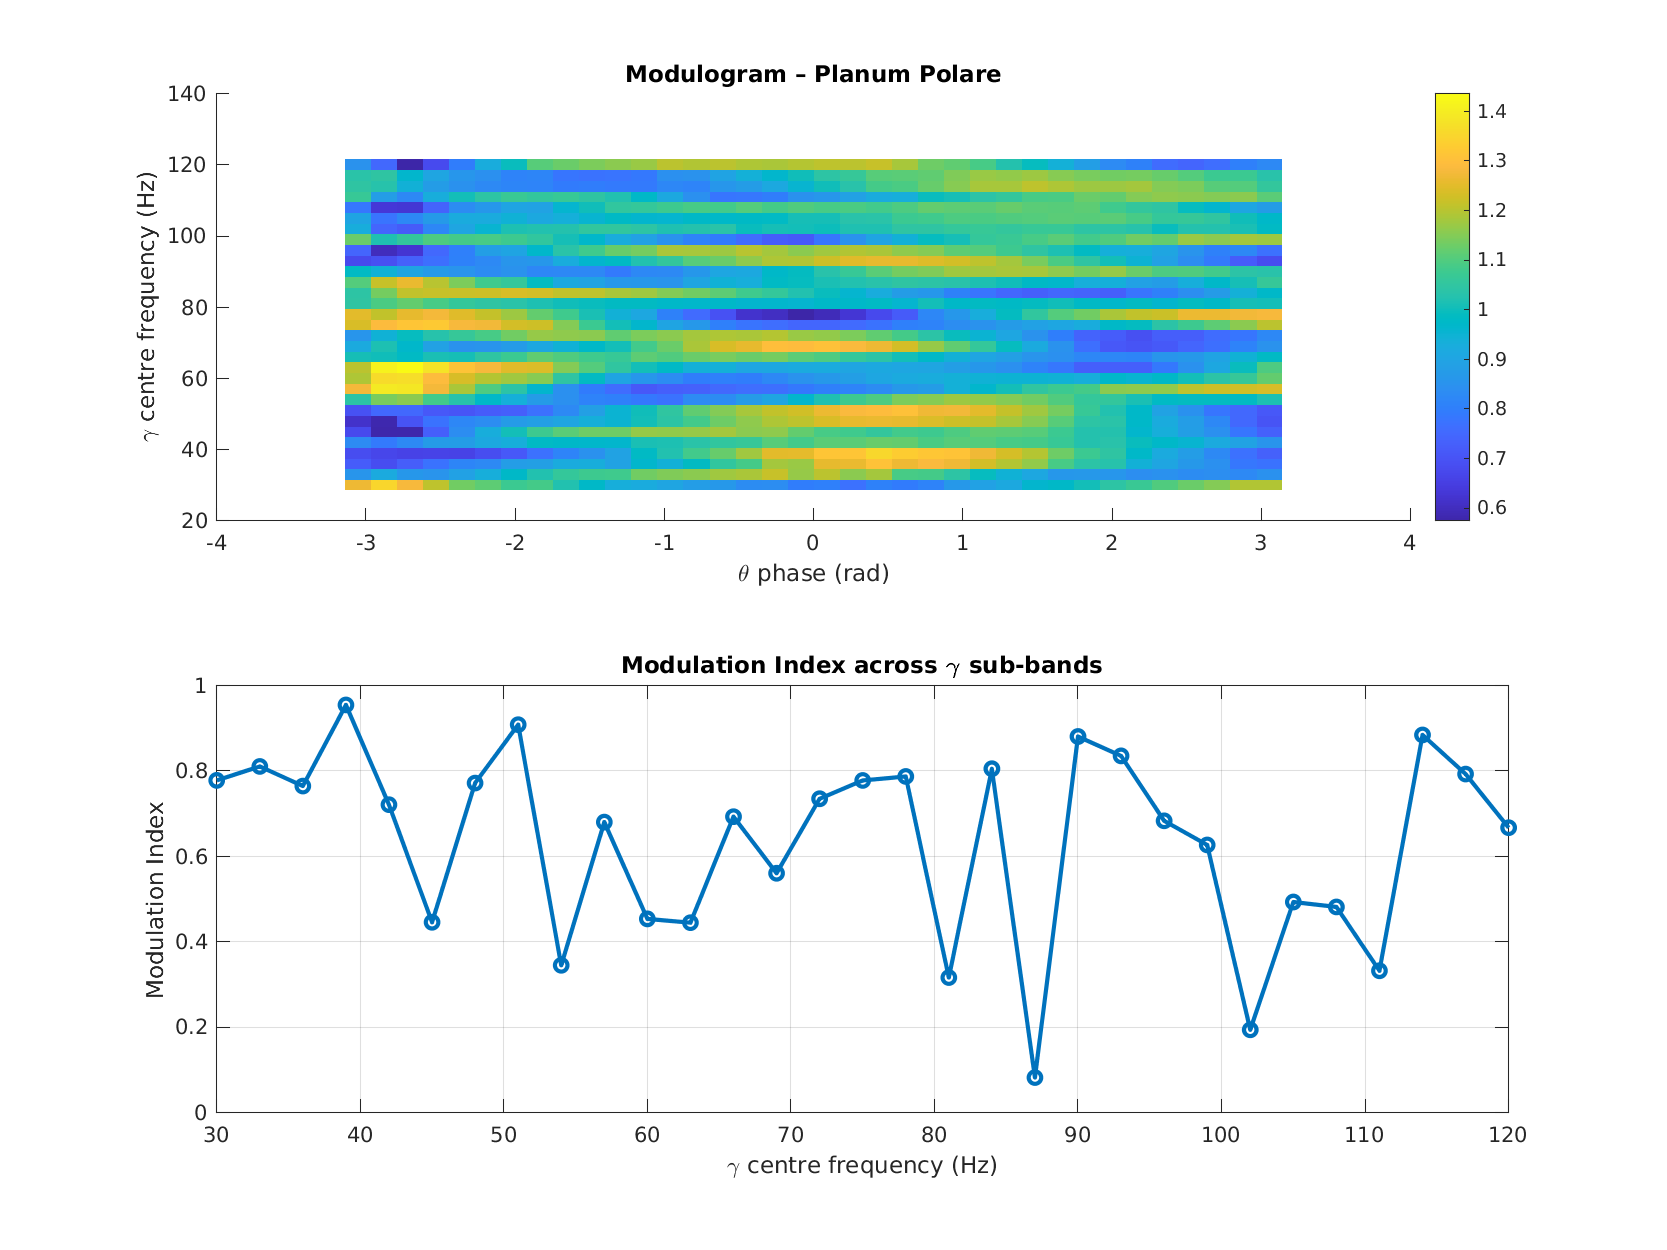 Modulogram – Planum Polare
γ centre frequency (Hz)
140
120
100
80
60
40
20
-4 -3 -2 -1 0 1 2 3 4
θ phase (rad)
1.4
1.3
1.2
1.1
1
0.9
0.8
0.7
0.6
Modulation Index across γ sub-bands
Modulation Index
1
0.8
0.6
0.4
0.2
0
30 40 50 60 70 80 90 100 110 120
γ centre frequency (Hz)